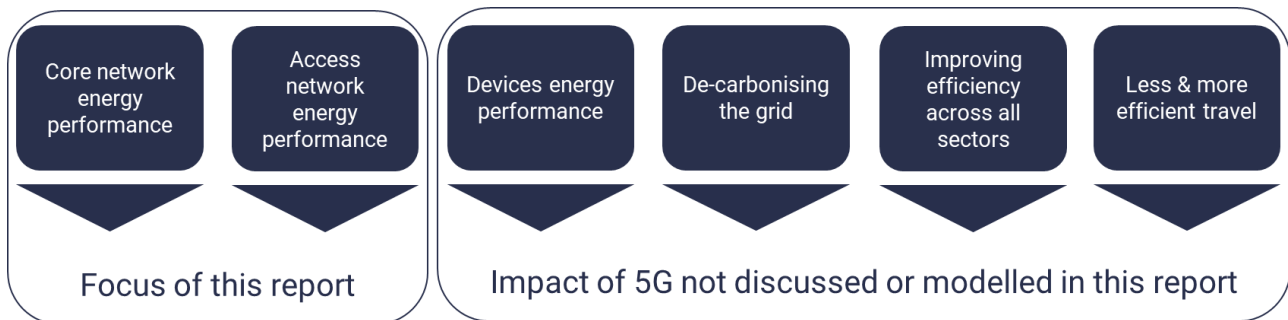 Core network
energy
performance
Access
network
energy
performance
Focus of this report
Devices energy
performance
De-carbonising
the grid
Improving
efficiency
across all
sectors
Less & more
efficient travel
Impact of 5G not discussed or modelled in this report